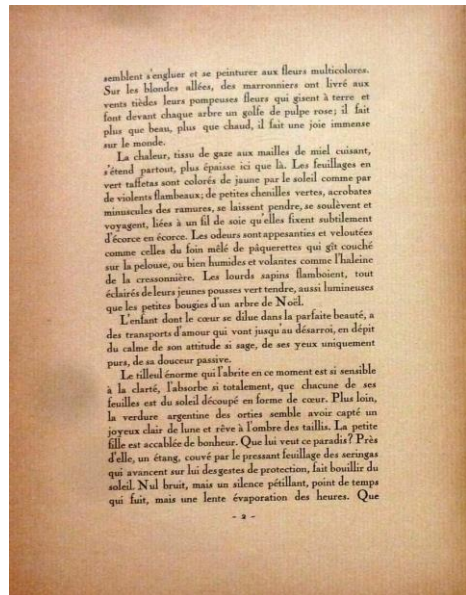 semblent s'engluer et se peinturer aux fleurs multicolores.
Sur les blondes allées, des marronniers ont livré aux
vents tièdes leurs pompeuses fleurs qui gisent à terre et
font devant chaque arbre un golfe de pulpe rose; il fait
plus que beau, plus que chaud, il fait une joie immense
sur le monde.
La chaleur, tissu de gaze aux mailles de miel cuisant,
s'étend partout, plus épaisse ici que là. Les feuillages en
vert taffetas sont colorés de jaune par le soleil comme par
de violents flambeaux; de petites chenilles vertes, acrobates
minuscules des ramures, se laissent pendre, se soulèvent et
voyagent, liées à un fil de soie qu'elles fixent subtilement
d'écorce en écorce. Les odeurs sont appesanties et veloutées
comme celles du foin mêlé de pâquerettes qui gît couché
sur la pelouse, ou bien humides et volantes comme l'haleine
de la cressonnière. Les lourds sapins flamboient, tout
éclairés de leurs jeunes pousses vert tendre, aussi lumineuses
que les petites bougies d'un arbre de Noël.
L'enfant dont le cœur se dilue dans la parfaite beauté, a
des transports d'amour qui vont jusqu'au désarroi, en dépit
du calme de son attitude si sage, de ses yeux uniquement
purs, de sa douceur passive.
Le tilleul énorme qui l'abrite en ce moment est si sensible
à la clarté, l'absorbe si totalement, que chacune de ses
feuilles est du soleil découpé en forme de cœur. Plus loin,
la verdure argentine des orties semble avoir capté un
joyeux clair de lune et rêve à l'ombre des taillis. La petite
fille est accablée de bonheur. Que lui veut ce paradis? Près
d'elle, un étang, couvé par le pressant feuillage des seringas
qui avancent sur lui des gestes de protection, fait bouillir du
soleil. Nul bruit, mais un silence pétillant, point de temps
qui fuit, mais une lente évaporation des heures. Que
- 2 -